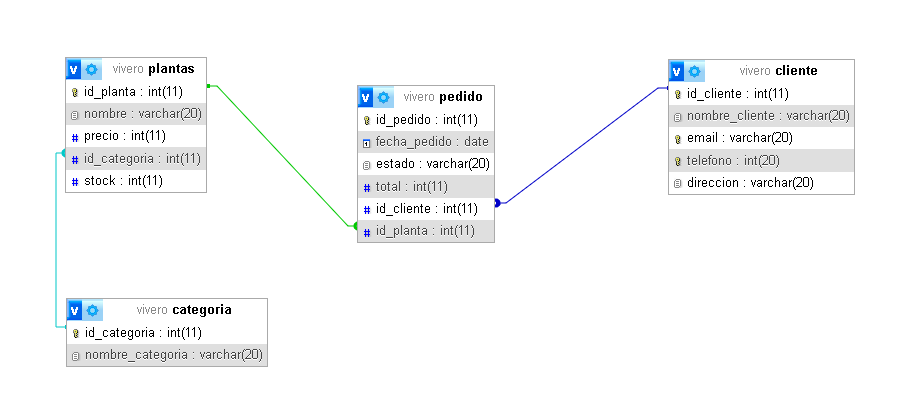 vivero plantas
id_planta : int(11)
nombre : varchar(20)
precio : int(11)
id_categoria : int(11)
stock : int(11)
vivero pedido
id_pedido : int(11)
fecha_pedido : date
estado : varchar(20)
total : int(11)
id_cliente : int(11)
id_planta : int(11)
vivero cliente
id_cliente : int(11)
nombre_cliente : varchar(20)
email : varchar(20)
telefono : int(20)
direccion : varchar(20)
vivero categoria
id_categoria : int(11)
nombre_categoria : varchar(20)